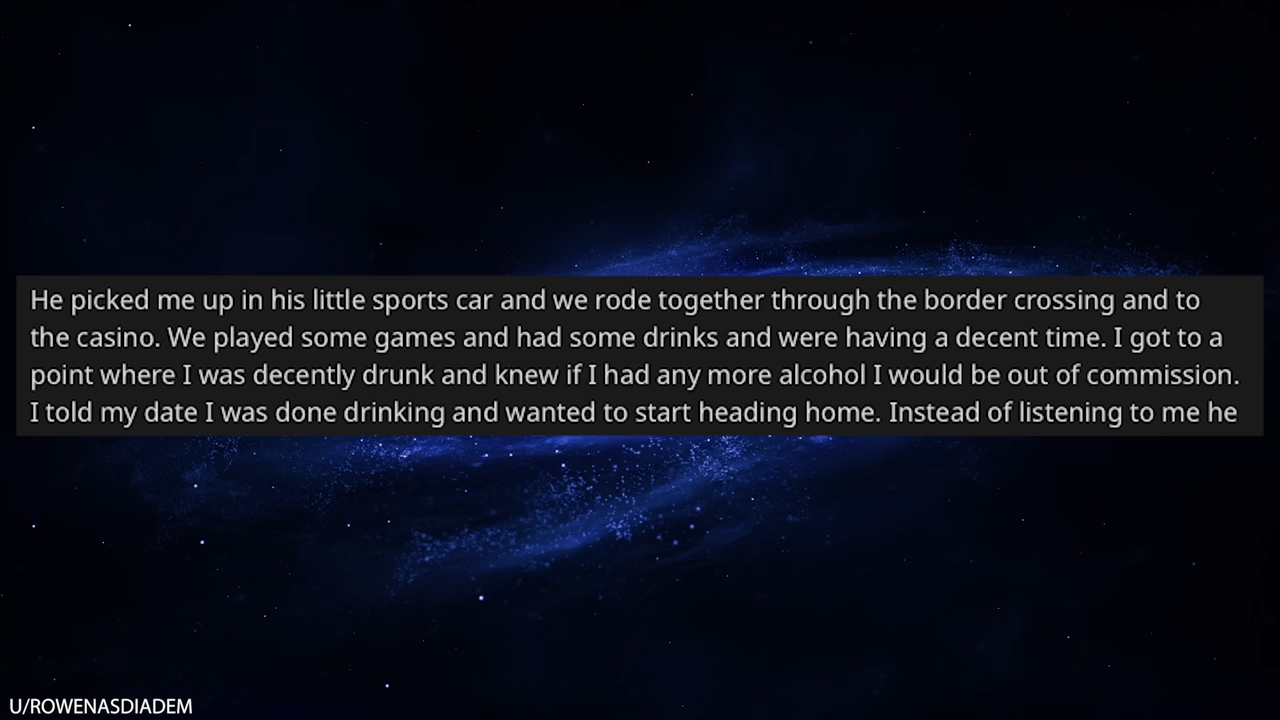 He picked me up in his little sports car and we rode together through the border crossing and to
the casino. We played some games and had some drinks and were having a decent time. I got to a
point where I was decently drunk and knew if I had any more alcohol I would be out of commission.
I told my date I was done drinking and wanted to start heading home. Instead of listening to me he
U/ROWENASDIADEM